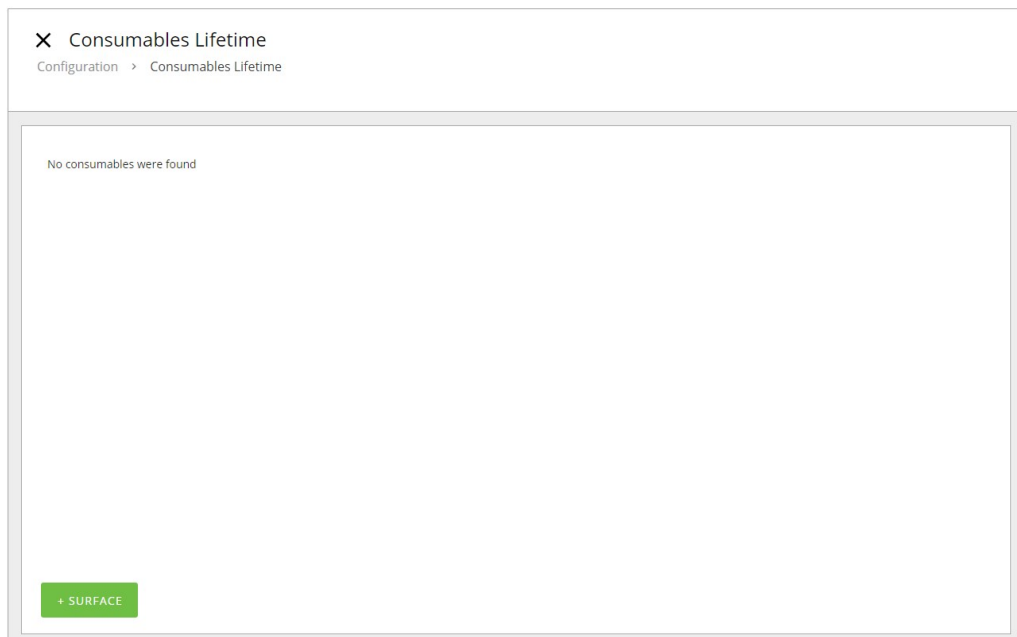 Consumables Lifetime
Configuration > Consumables Lifetime
No consumables were found
+ SURFACE